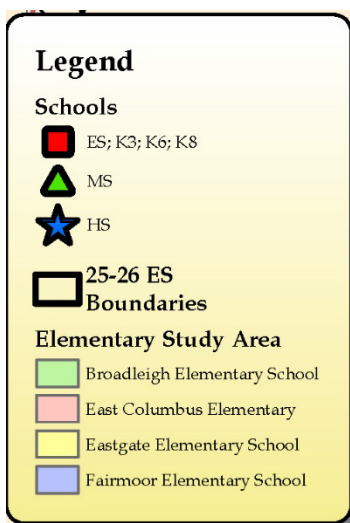 Legend
Schools
ES; K3; K6; K8
MS
HS
25-26 ES
Boundaries
Elementary Study Area
Broadleigh Elementary School
East Columbus Elementary
Eastgate Elementary School
Fairmoor Elementary School